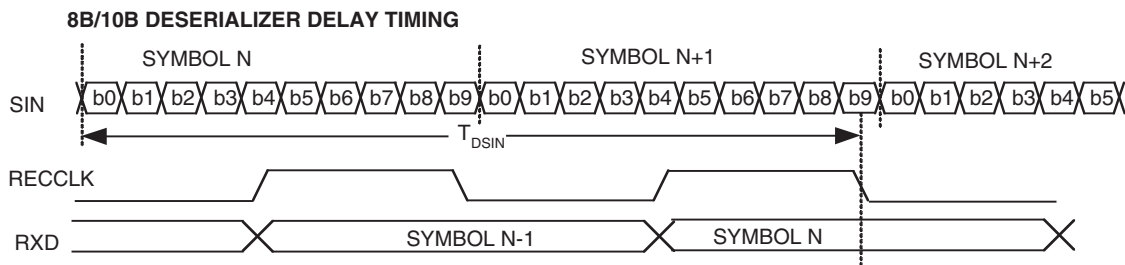 8B/10B DESERIALIZER DELAY TIMING
SYMBOL N SYMBOL N+1 SYMBOL N+2
SIN b0 b1 b2 b3 b4 b5 b6 b7 b8 b9 b0 b1 b2 b3 b4 b5 b6 b7 b8 b9 b0 b1 b2 b3 b4 b5
TDSIN
RECCLK
RXD SYMBOL N-1 SYMBOL N